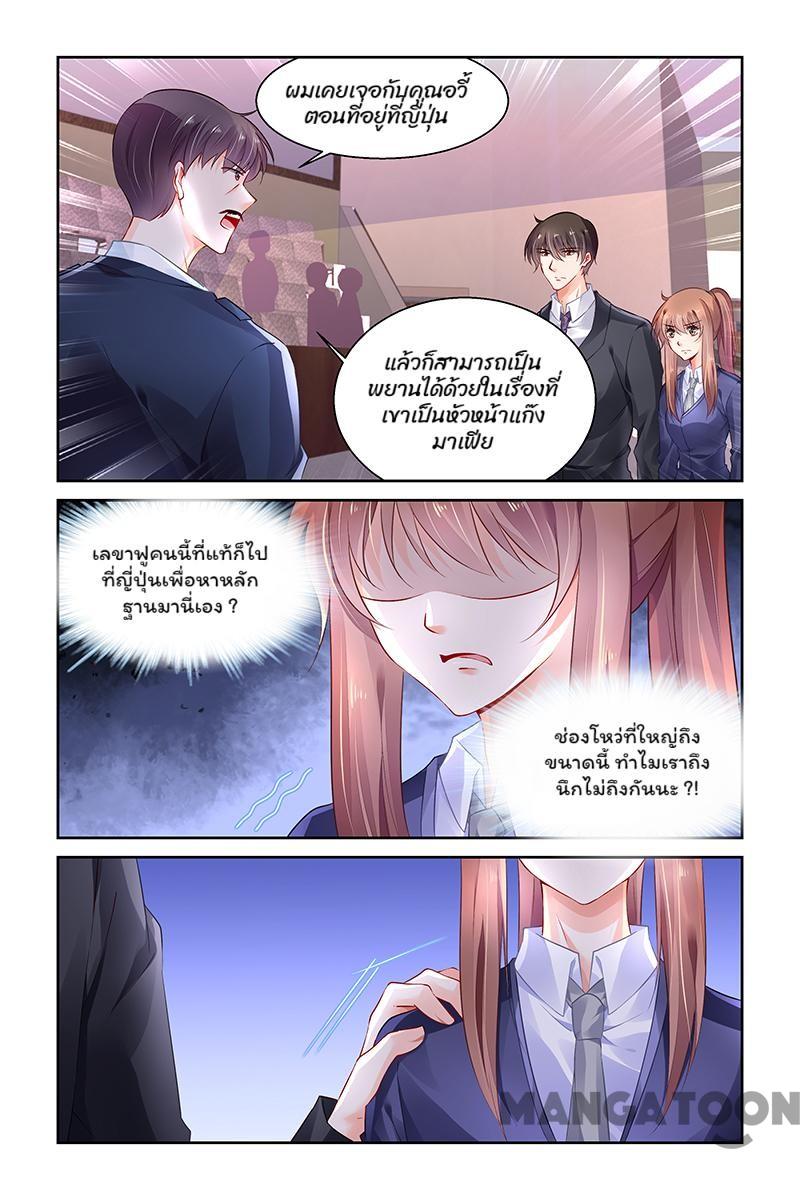 ผมเคยเจอกับคุณอวี้
ตอนที่อยู่ที่ญี่ปุ่น
แล้วก็สามารถเป็น
พยานได้ด้วยในเรื่องที่
เขาเป็นหัวหน้าแก๊ง
มาเฟีย
เลขาฟูคนนี้ที่แท้ก็ไป
ที่ญี่ปุ่นเพื่อหาหลัก
ฐานมานี่เอง ?
ช่องโหว่ที่ใหญ่ถึง
ขนาดนี้ ทำไมเราถึง
นึกไม่ถึงกันนะ ?!
MANGATOON